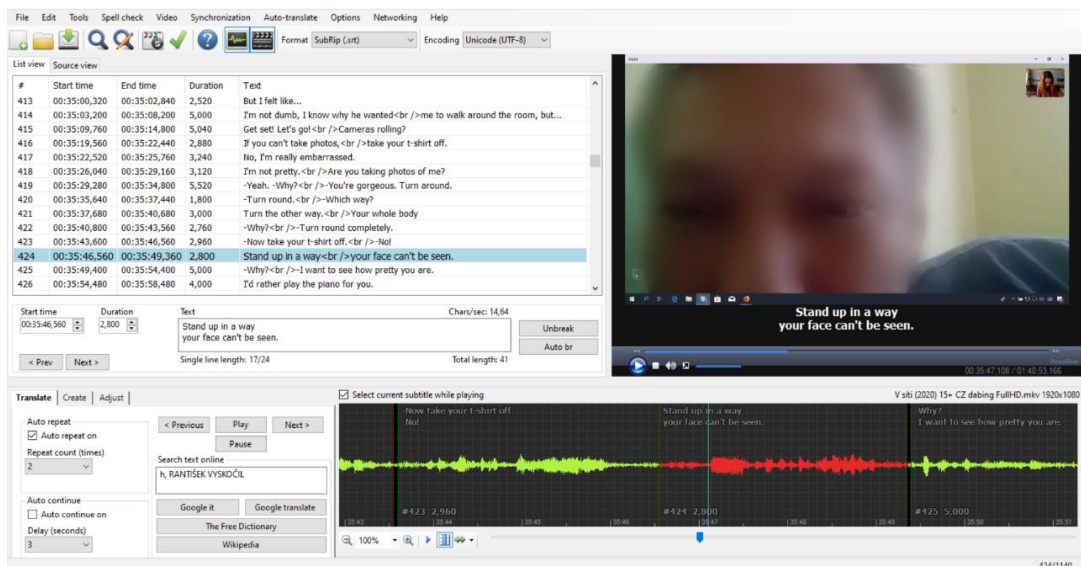 File Edit Tools Spell check Video Synchronization Auto-translate Options Networking Help
Format SubRip (.srt) Encoding Unicode (UTF-8)
List view Source view
# Start time End time Duration Text
413 00:35:00,320 00:35:02,840 2,520 But I felt like...
414 00:35:03,200 00:35:08,200 5,000 I'm not dumb, I know why he wanted<br />me to walk around the room, but...
415 00:35:09,760 00:35:14,800 5,040 Get set! Let's go!<br />Cameras rolling?
416 00:35:19,560 00:35:22,440 2,880 If you can't take photos,<br />take your t-shirt off.
417 00:35:22,520 00:35:25,760 3,240 No, I'm really embarrassed.
418 00:35:26,040 00:35:29,160 3,120 I'm not pretty.<br />Are you taking photos of me?
419 00:35:29,280 00:35:34,800 5,520 -Yeah. -Why?<br />-You're gorgeous. Turn around.
420 00:35:35,640 00:35:37,440 1,800 -Turn round.<br />-Which way?
421 00:35:37,680 00:35:40,680 3,000 Turn the other way.<br />Your whole body
422 00:35:40,800 00:35:43,560 2,760 -Why?<br />-Turn round completely.
423 00:35:43,600 00:35:46,560 2,960 -Now take your t-shirt off.<br />-No!
424 00:35:46,560 00:35:49,360 2,800 Stand up in a way<br />your face can't be seen.
425 00:35:49,400 00:35:54,400 5,000 -Why?<br />-I want to see how pretty you are.
426 00:35:54,480 00:35:58,480 4,000 I'd rather play the piano for you.
Start time Duration Text Chars/sec: 14,64
00:35:46,560 2,800 Stand up in a way
your face can't be seen.
Unbreak
Auto br
< Prev Next > Single line length: 17/24 Total length: 41
Stand up in a way
your face can't be seen.
00:35:47,108 / 01:40:53,166
Translate Create Adjust
Auto repeat
Auto repeat on
Repeat count (times)
2
Auto continue
Auto continue on
Delay (seconds)
3
< Previous Play Next >
Pause
Search text online
h, RANTIŠEK VYSKOČIL
Google it Google translate
The Free Dictionary
Wikipedia
Select current subtitle while playing V siti (2020) 15+ CZ dabing FullHD.mkv 1920x1080
-Now take your t-shirt off.
No!
Stand up in a way
your face can't be seen.
-Why?
I want to see how pretty you are.
#423 2,960 #424 2,800 #425 5,000
35:43 35:44 35:45 35:46 35:47 35:48 35:49 35:50 35:51
100%
424/1149